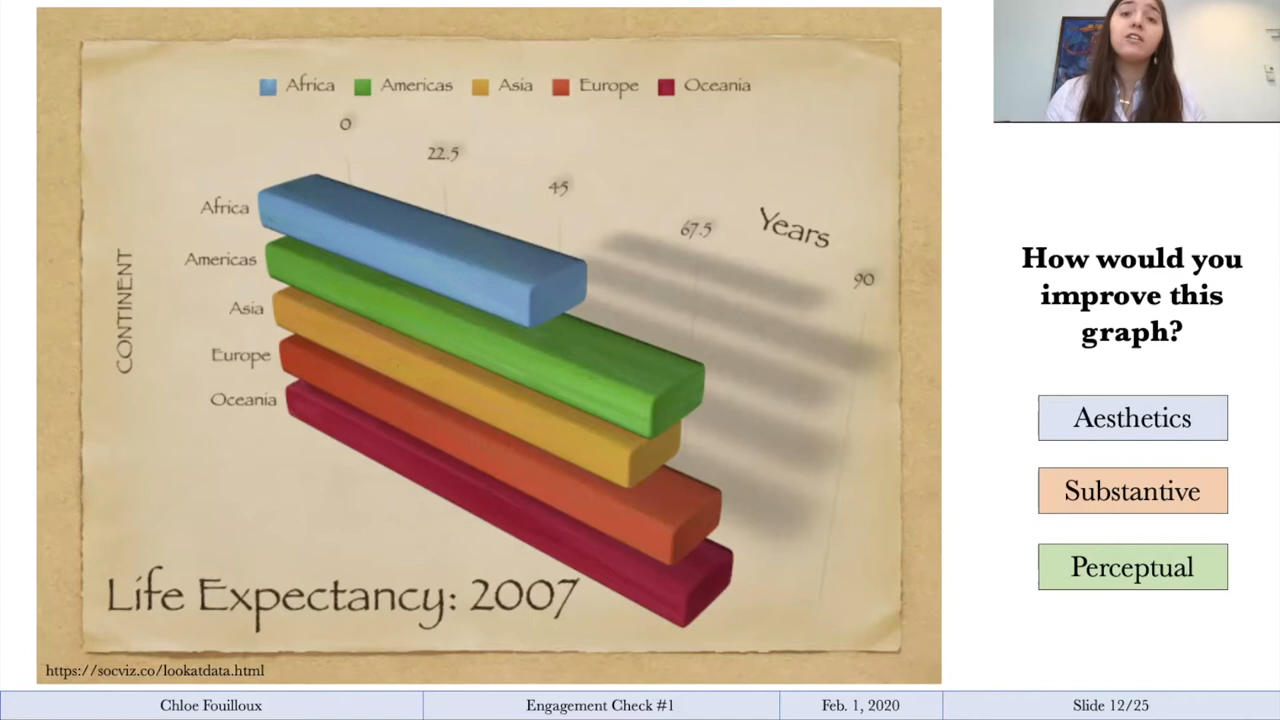 Africa Americas Asia Europe Oceania
0
22.5
45
67.5
90
Years
CONTINENT
Africa
Americas
Asia
Europe
Oceania
Life Expectancy: 2007
https://socviz.co/lookatdata.html
How would you
improve this
graph?
Aesthetics
Substantive
Perceptual
Chloe Fouilloux
Engagement Check #1
Feb. 1, 2020
Slide 12/25